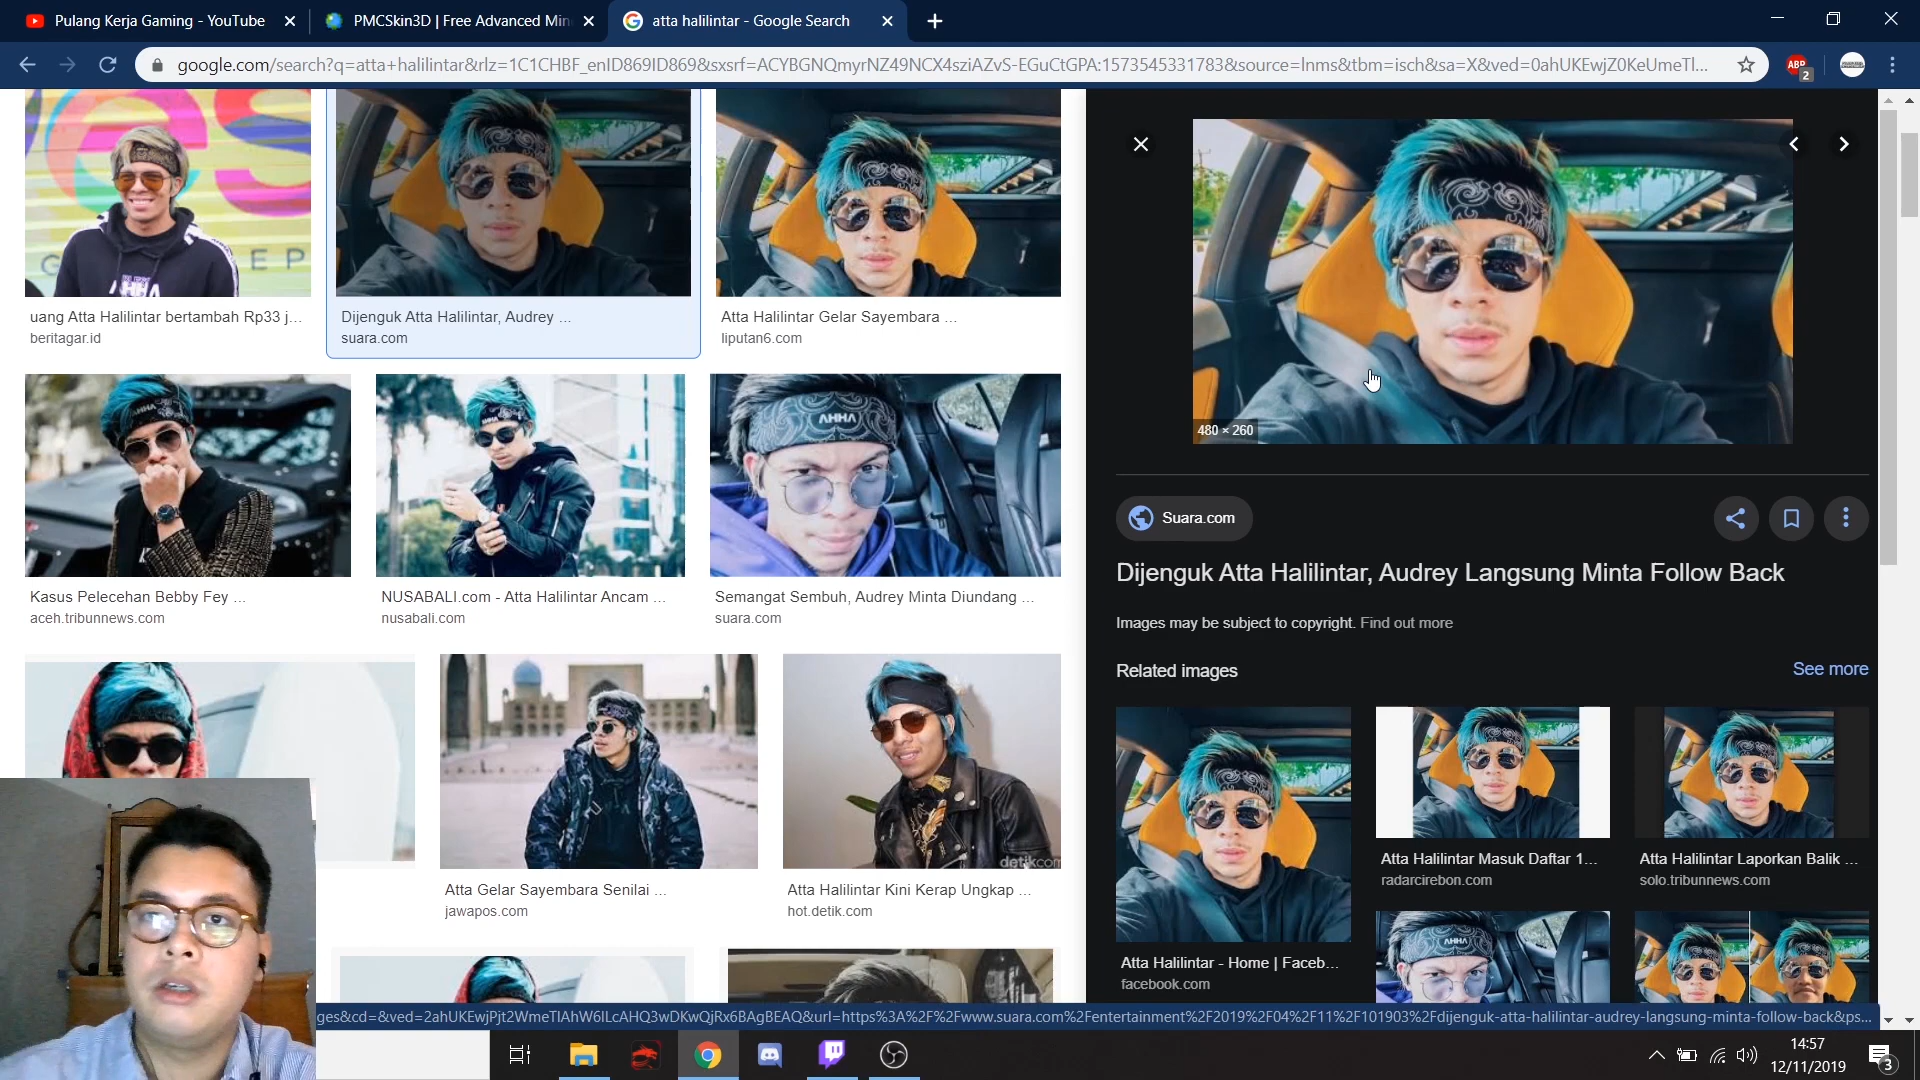 Pulang Kerja Gaming - YouTube
PMCSkin3D | Free Advanced Min
atta halilintar - Google Search
google.com/search?q=atta+halilintar&rlz=1C1CHBF_enID869ID869&sxsrf=ACYBGNQmyrNZ49NCX4sziAZvS-EGuCtGPA:1573545331783&source=lnms&tbm=isch&sa=X&ved=0ahUKEwjZ0KeUmeTl...
ABP
2
uang Atta Halilintar bertambah Rp33 j...
beritagar.id
Dijenguk Atta Halilintar, Audrey ...
suara.com
Atta Halilintar Gelar Sayembara ...
liputan6.com
AHHA
Kasus Pelecehan Bebby Fey ...
aceh.tribunnews.com
NUSABALI.com - Atta Halilintar Ancam ...
nusabali.com
AHHA
Semangat Sembuh, Audrey Minta Diundang ...
suara.com
Atta Gelar Sayembara Senilai ...
jawapos.com
detikcom
Atta Halilintar Kini Kerap Ungkap ...
hot.detik.com
480 × 260
Suara.com
Dijenguk Atta Halilintar, Audrey Langsung Minta Follow Back
Images may be subject to copyright. Find out more
Related images
See more
Atta Halilintar - Home | Faceb...
facebook.com
Atta Halilintar Masuk Daftar 1...
radarcirebon.com
Atta Halilintar Laporkan Balik ...
solo.tribunnews.com
AHHA
ges&cd=&ved=2ahUKEwjPjt2WmeTlAhW6ILcAHQ3wDKwQjRx6BAgBEAQ&url=https%3A%2F%2Fwww.suara.com%2Fentertainment%2F2019%2F04%2F11%2F101903%2Fdijenguk-atta-halilintar-audrey-langsung-minta-follow-back&ps...
14:57
12/11/2019
3